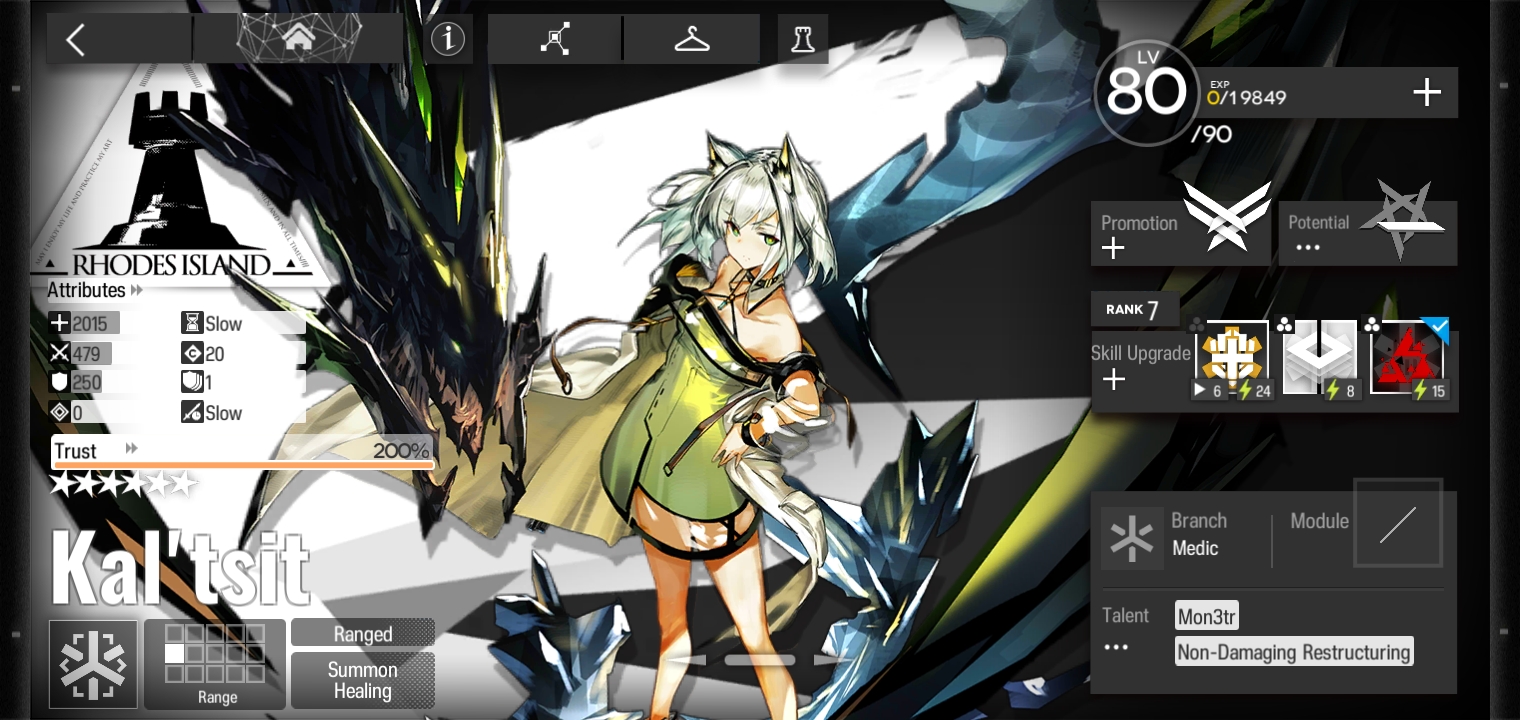 LV
80
EXP
0/19849
/90
RHODES ISLAND
Promotion
Potential
Attributes
2015
Slow
479
20
250
1
0
Slow
RANK 7
Skill Upgrade
6
24
8
15
Trust
200%
Kal'tsit
Branch
Medic
Module
Talent
Mon3tr
Non-Damaging Restructuring
Range
Ranged
Summon
Healing